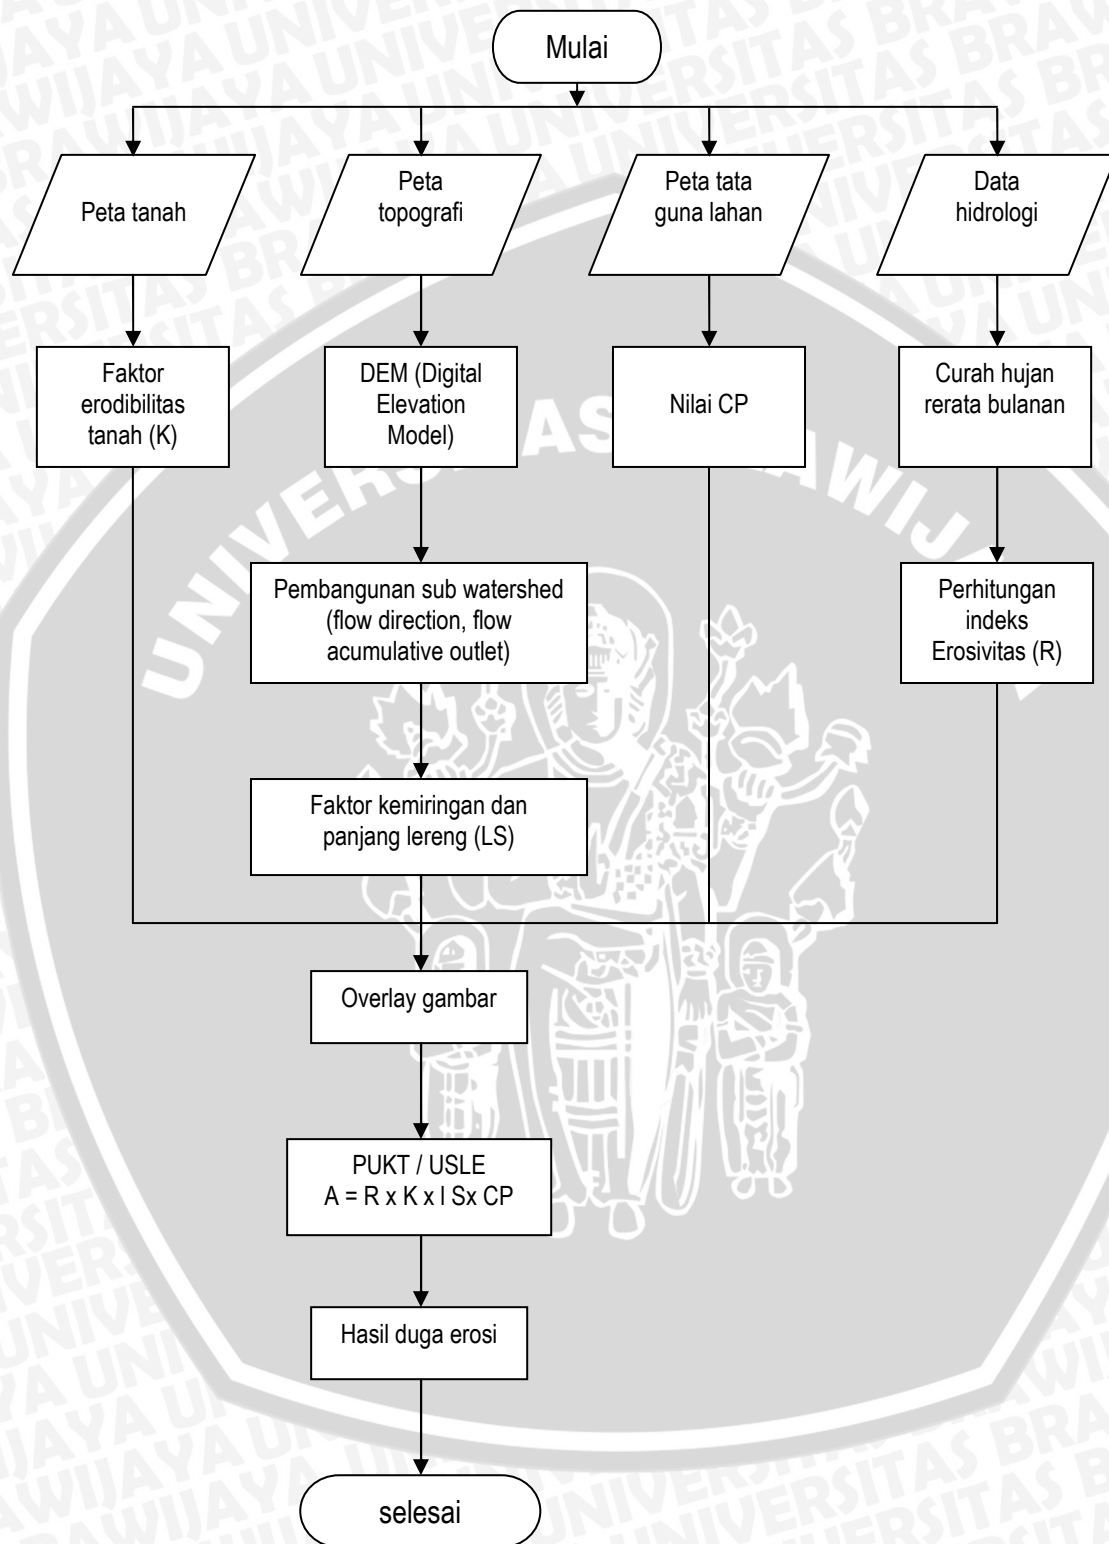 Mulai
Peta tanah
Peta
topografi
Peta tata
guna lahan
Data
hidrologi
Faktor
erodibilitas
tanah (K)
DEM (Digital
Elevation
Model)
Nilai CP
Curah hujan
rerata bulanan
Pembangunan sub watershed
(flow direction, flow
acumulative outlet)
Perhitungan
indeks
Erosivitas (R)
Faktor kemiringan dan
panjang lereng (LS)
Overlay gambar
PUKT / USLE
A = R x K x l Sx CP
Hasil duga erosi
selesai